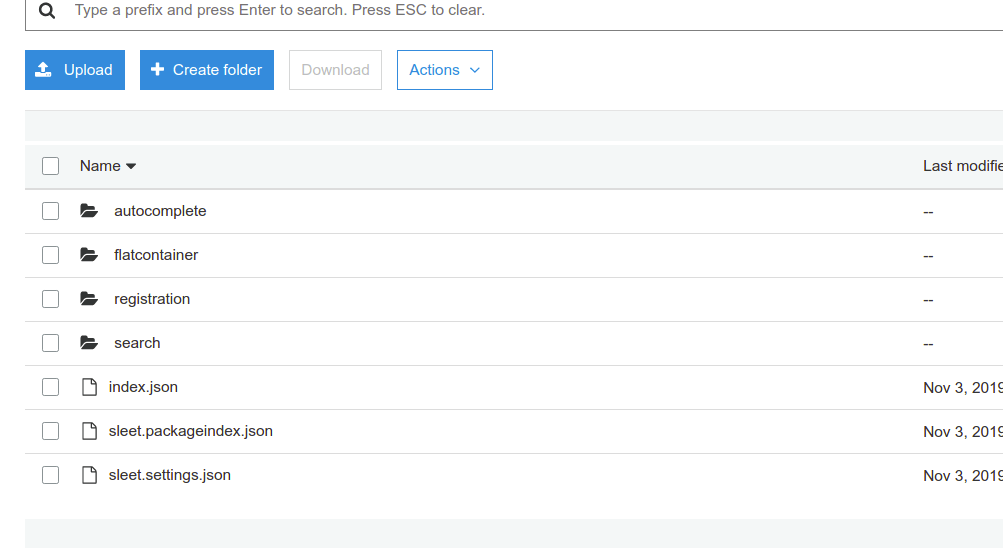 Type a prefix and press Enter to search. Press ESC to clear.
Upload Create folder Download Actions
Name Last modifie
autocomplete --
flatcontainer --
registration --
search --
index.json Nov 3, 2019
sleet.packageindex.json Nov 3, 2019
sleet.settings.json Nov 3, 2019